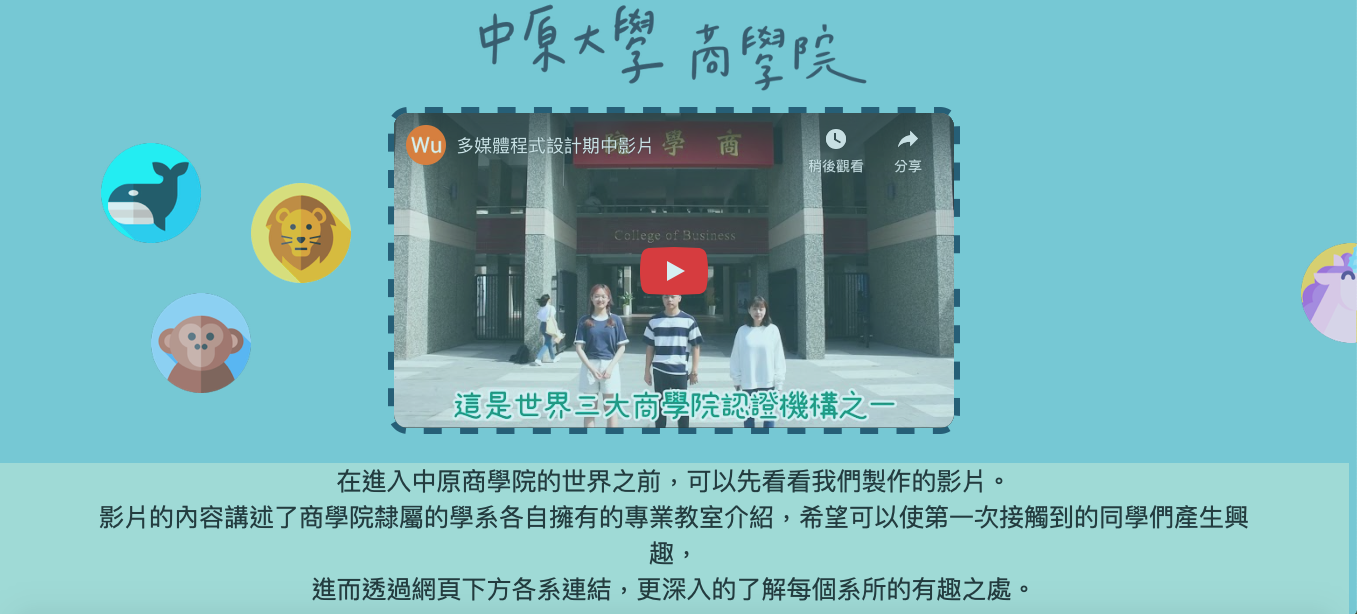 中原大學 商學院
Wu 多媒體程式設計期中影片
稍後觀看 分享
院 學 商
College of Business
這是世界三大商學院認證機構之一
在進入中原商學院的世界之前，可以先看看我們製作的影片。
影片的內容講述了商學院隸屬的學系各自擁有的專業教室介紹，希望可以使第一次接觸到的同學們產生興
趣，
進而透過網頁下方各系連結，更深入的了解每個系所的有趣之處。